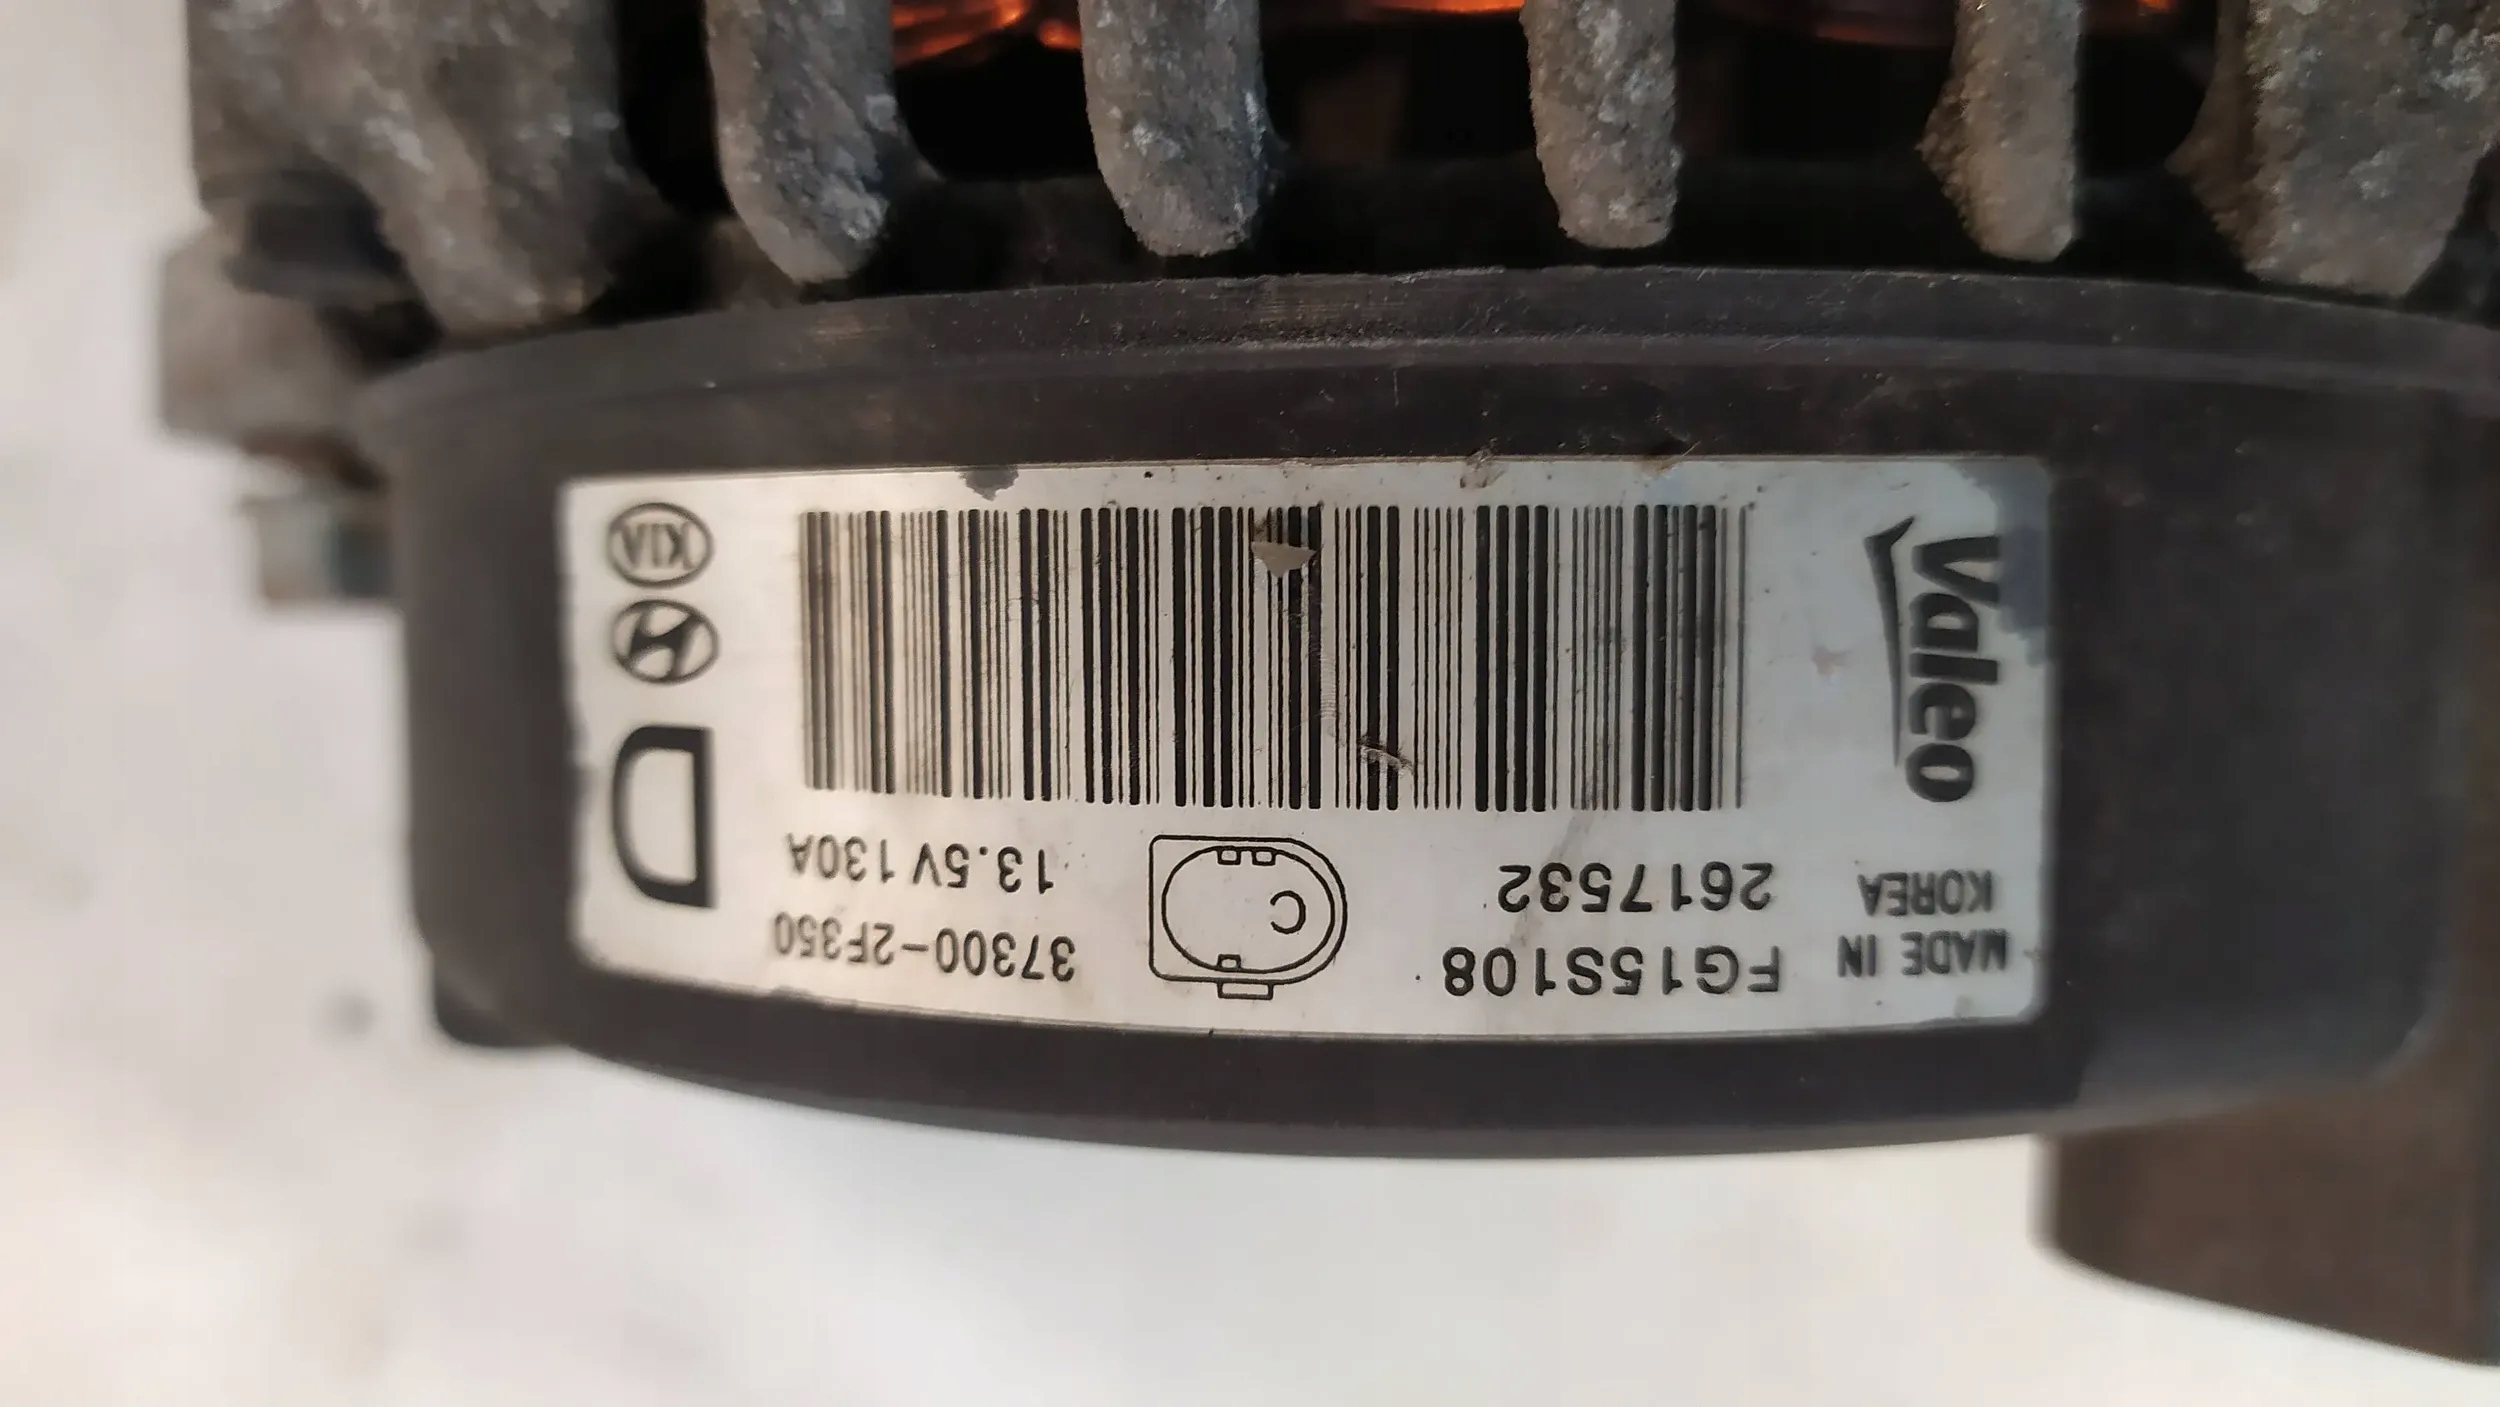 MADE IN
KOREA
FG15S108
2617532
C
37300-2F350
13.5V 130A
Valeo
D
KIA